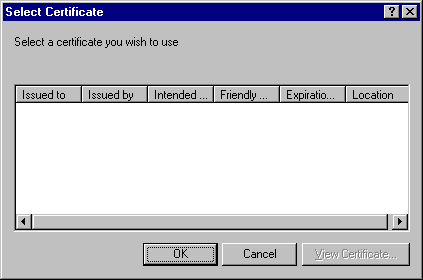 Select Certificate
Select a certificate you wish to use
Issued to Issued by Intended ... Friendly ... Expiratio... Location
OK Cancel View Certificate...